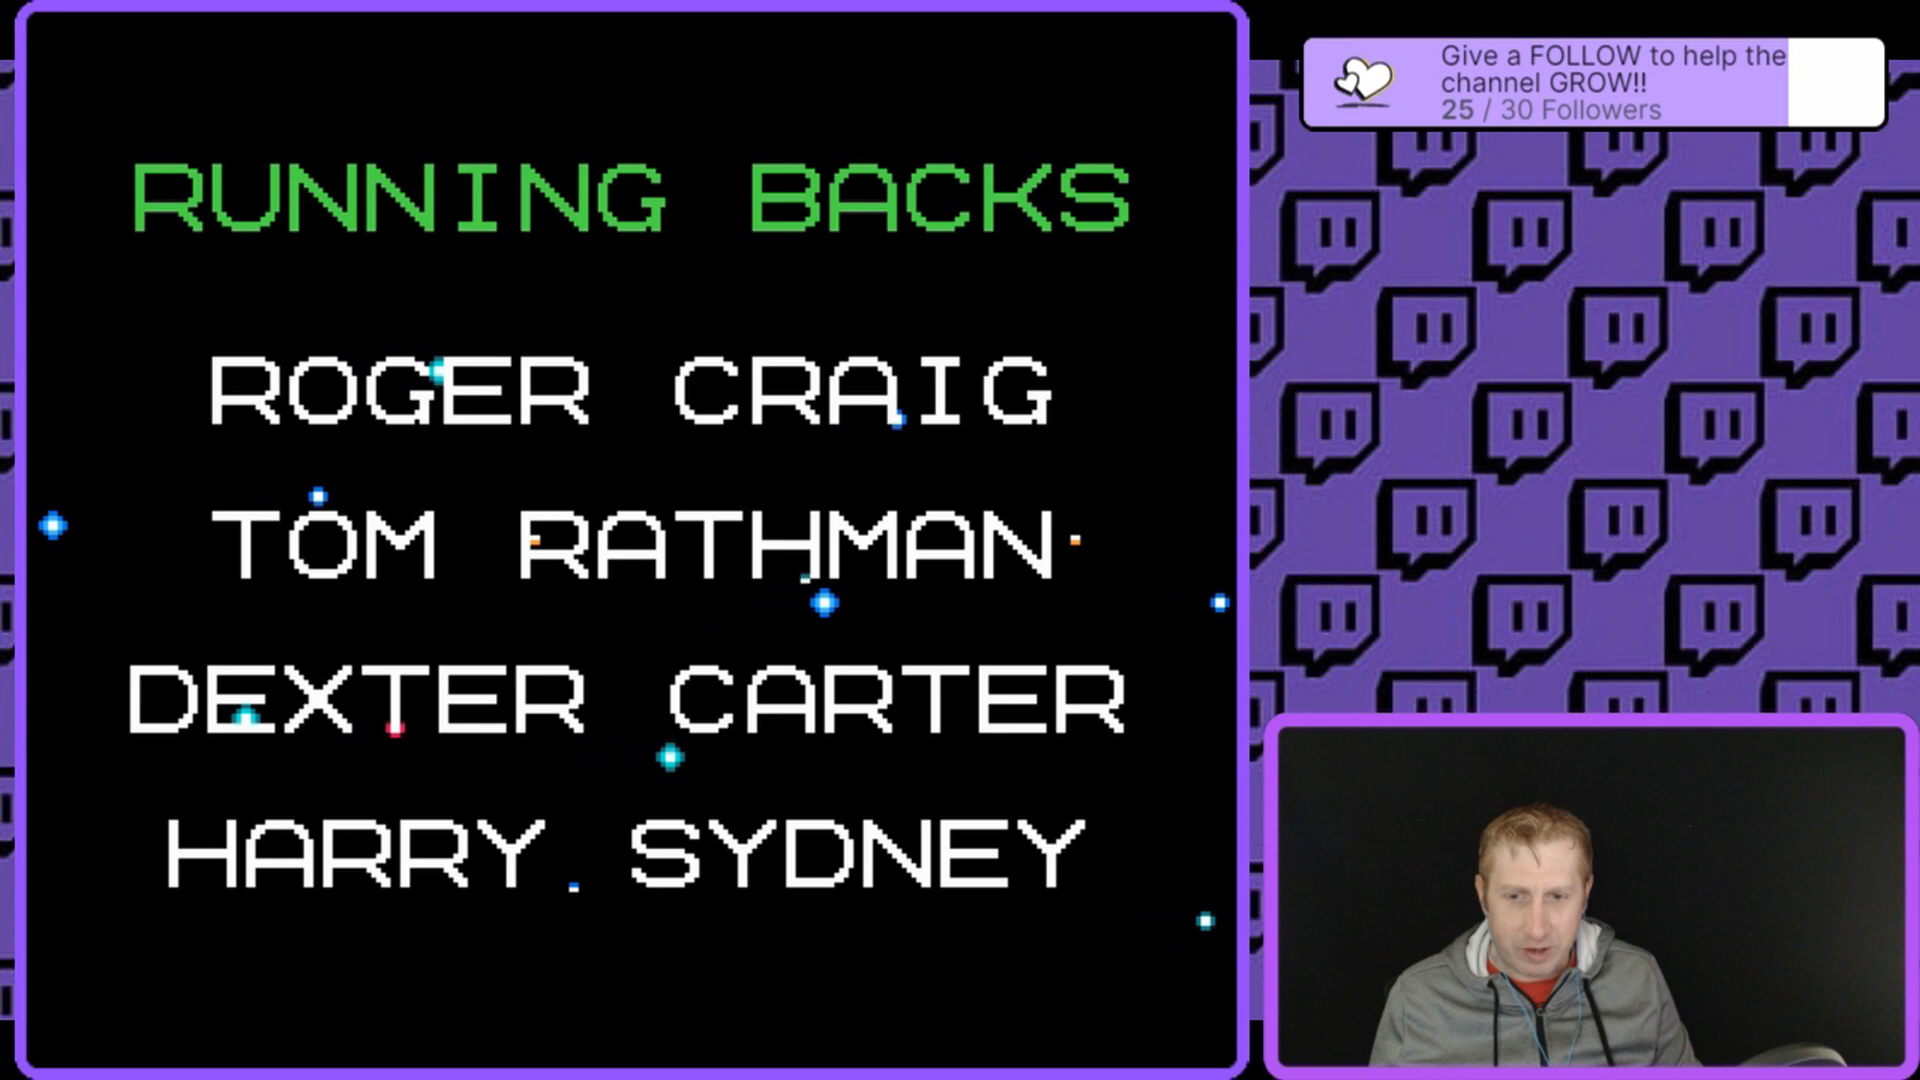 RUNNING BACKS
ROGER CRAIG
TOM RATHMAN
DEXTER CARTER
HARRY SYDNEY
Give a FOLLOW to help the
channel GROW!!
25 / 30 Followers